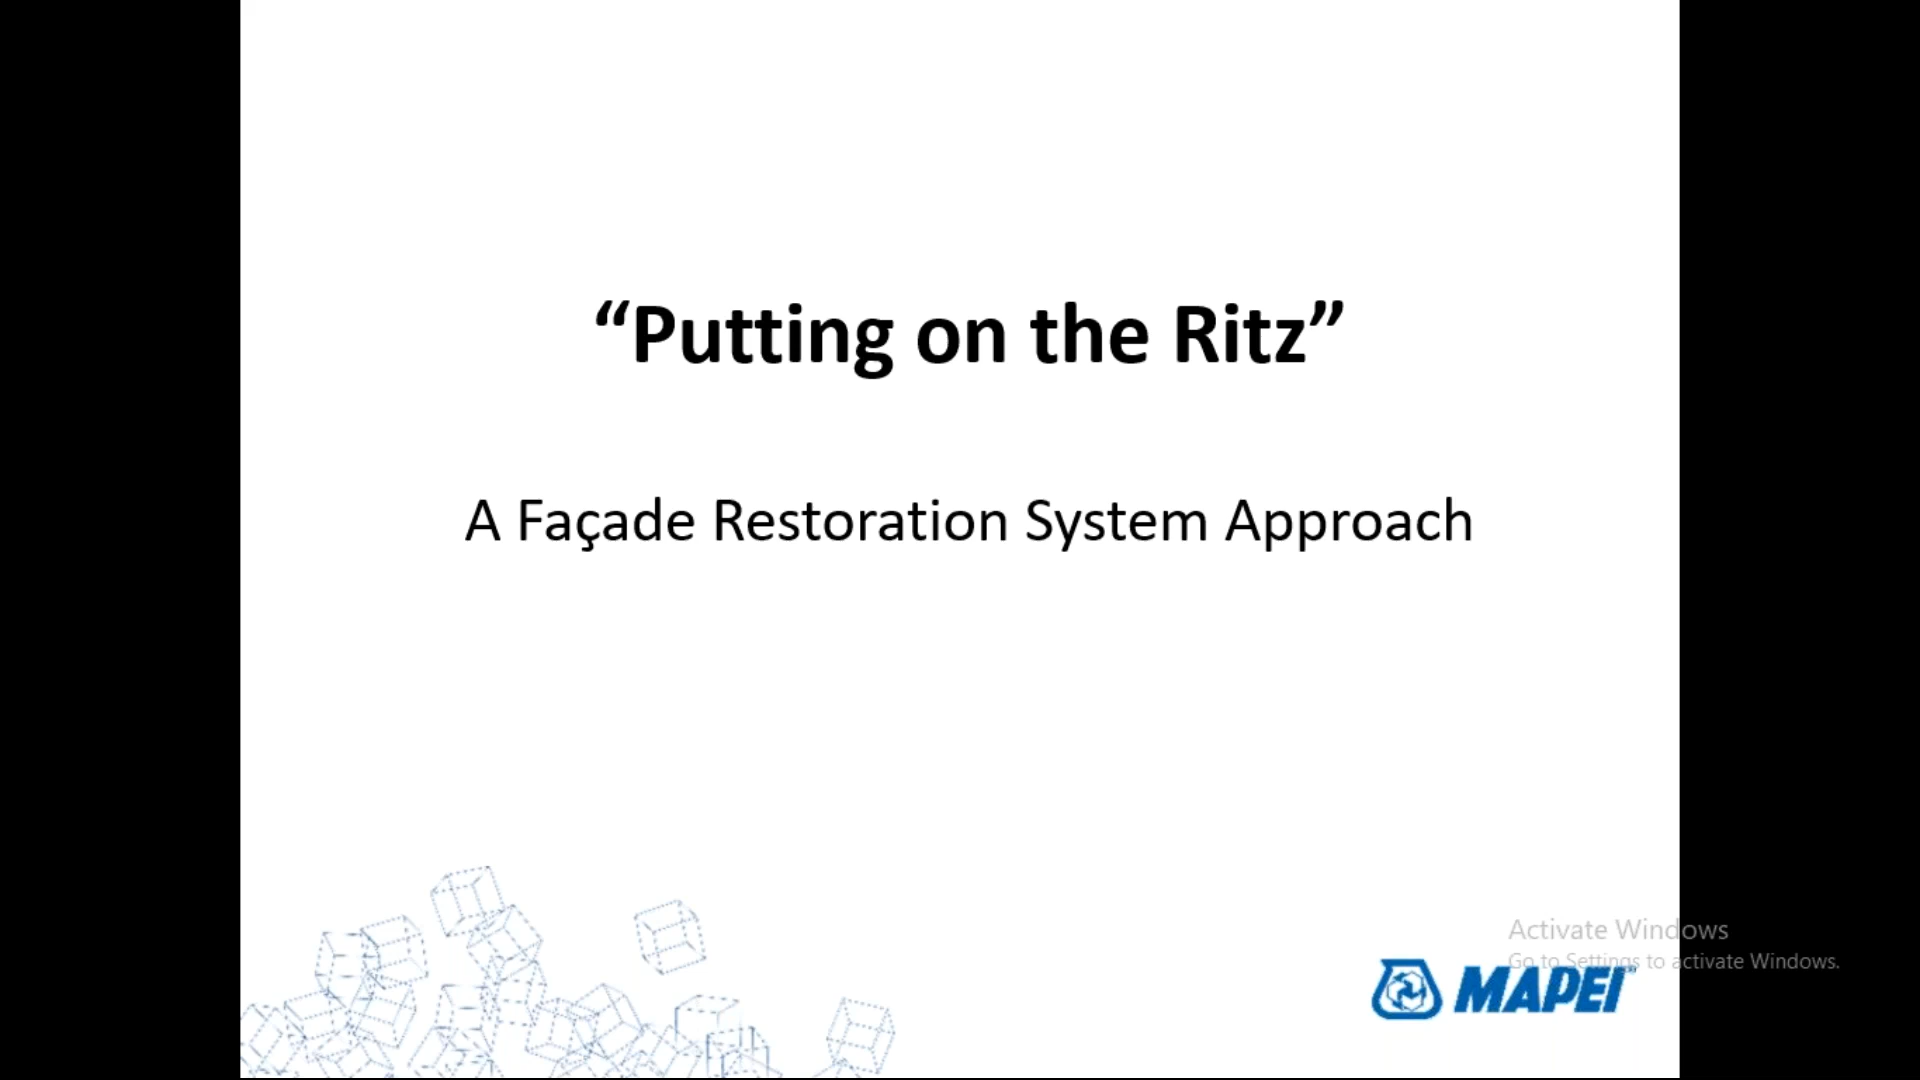 “Putting on the Ritz”
A Façade Restoration System Approach
Activate Windows
Go to Settings to activate Windows.
MAPEI